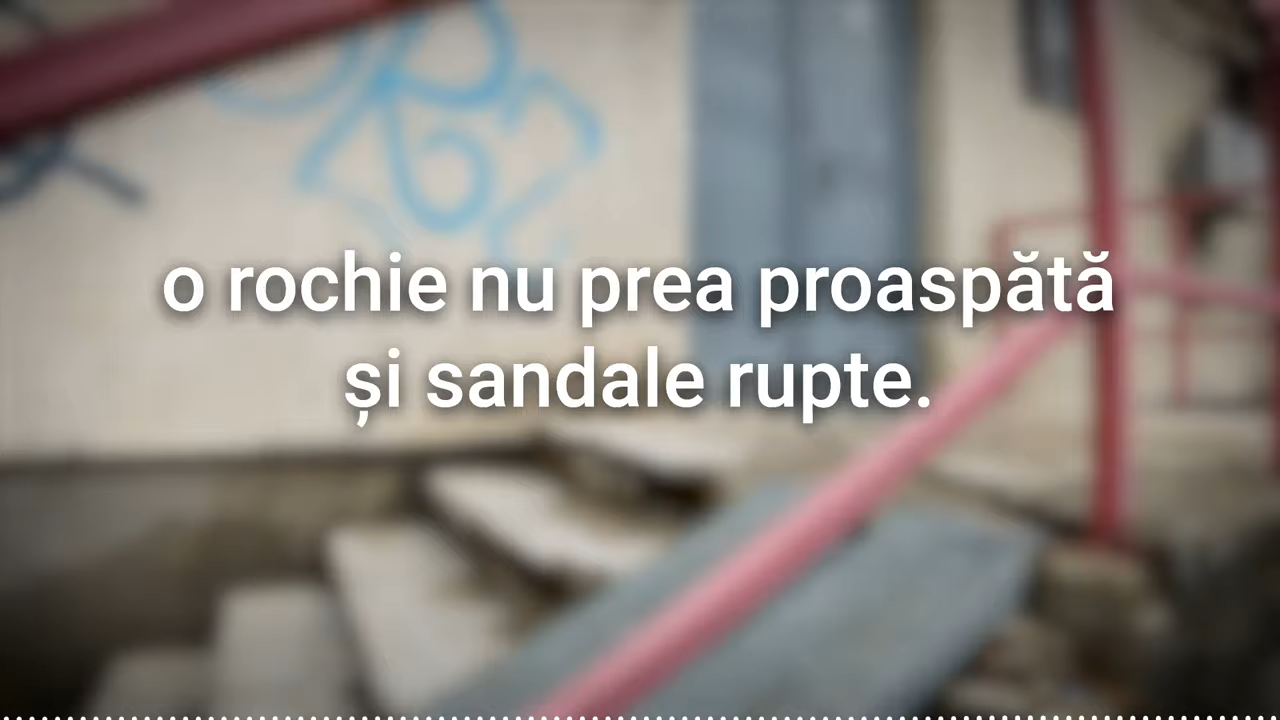 o rochie nu prea proaspătă
și sandale rupte.